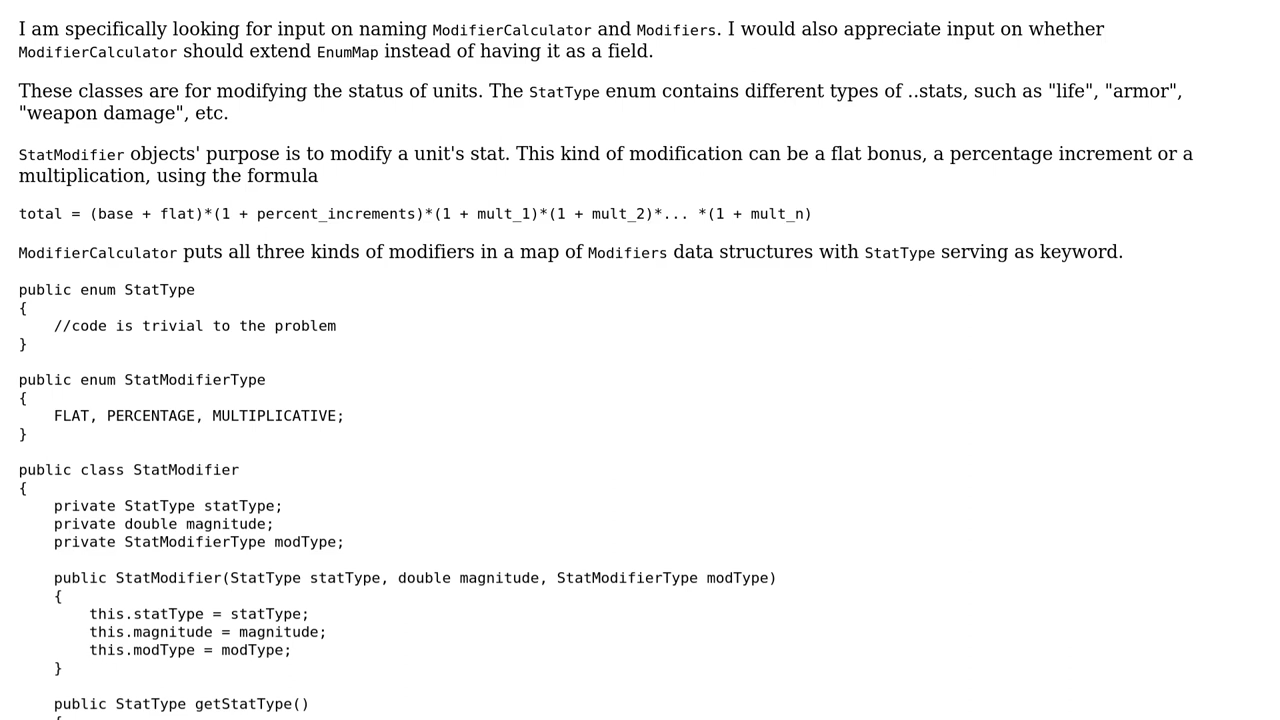 I am specifically looking for input on naming ModifierCalculator and Modifiers. I would also appreciate input on whether
ModifierCalculator should extend EnumMap instead of having it as a field.
These classes are for modifying the status of units. The StatType enum contains different types of ..stats, such as "life", "armor",
"weapon damage", etc.
StatModifier objects' purpose is to modify a unit's stat. This kind of modification can be a flat bonus, a percentage increment or a
multiplication, using the formula
total = (base + flat)*(1 + percent_increments)*(1 + mult_1)*(1 + mult_2)*... *(1 + mult_n)
ModifierCalculator puts all three kinds of modifiers in a map of Modifiers data structures with StatType serving as keyword.
public enum StatType
{
    //code is trivial to the problem
}
public enum StatModifierType
{
    FLAT, PERCENTAGE, MULTIPLICATIVE;
}
public class StatModifier
{
    private StatType statType;
    private double magnitude;
    private StatModifierType modType;
    public StatModifier(StatType statType, double magnitude, StatModifierType modType)
    {
        this.statType = statType;
        this.magnitude = magnitude;
        this.modType = modType;
    }
    public StatType getStatType()